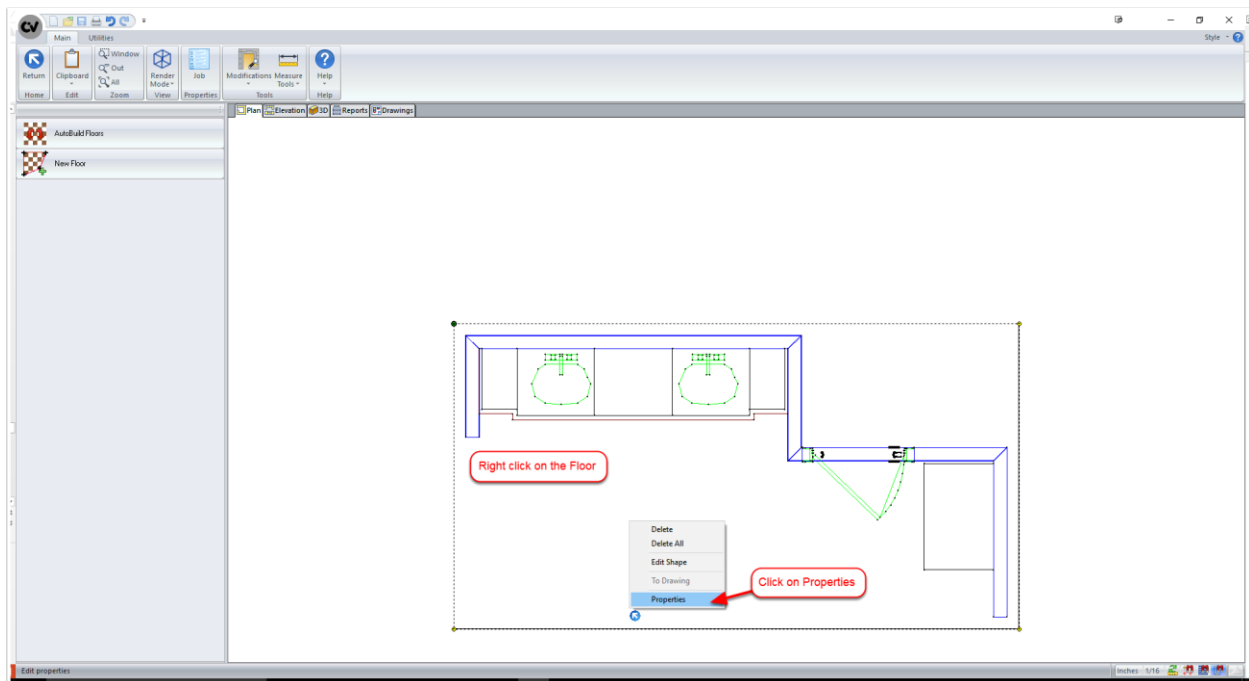 CV
Main Utilities
Style
Return
Clipboard
Window
Out
All
Render
Mode
Job
Modifications
Measure
Tools
Help
Home
Edit
Zoom
View
Properties
Tools
Help
Plan Elevation 3D Reports Drawings
AutoBuild Floors
New Floor
Right click on the Floor
Delete
Delete All
Edit Shape
To Drawing
Properties
Click on Properties
Edit properties
Inches 1/16